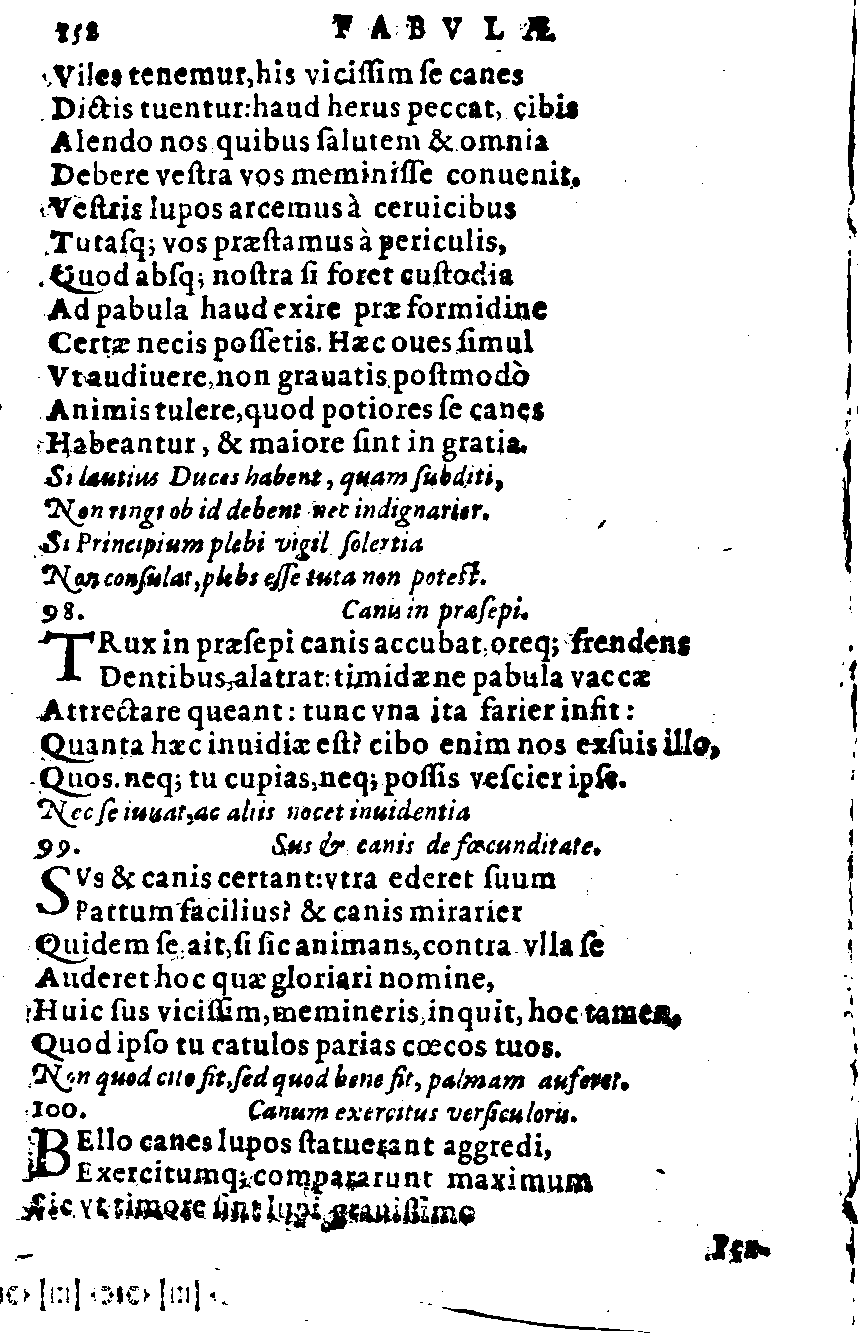 158 FABVLÆ
Viles tenemur, his viciſſim ſe canes
Dictis tuentur: haud herus peccat, cibis
Alendo nos quibus ſalutem & omnia
Debere veſtra vos meminiſſe conuenit.
Veſtris lupos arcemus à ceruicibus
Tutaſq; vos præſtamus à periculis,
Quod abſq; noſtra ſi foret cuſtodia
Ad pabula haud exire præ formidine
Certæ necis poſſetis. Hæc oues ſimul
Vt audiuere, non grauatis poſtmodò
Animis tulere, quod potiores ſe canes
Habeantur, & maiore ſint in gratia.
Si lautius Duces habent, quam ſubditi,
Non ringi ob id debent nec indignarier.
Si Principium plebi vigil ſolertia
Non conſulat, plebs eſſe tuta non poteſt.
98. Canis in præſepi.
TRux in præſepi canis accubat, oreq; frendens
Dentibus, alatrat: timidæ ne pabula vaccæ
Attrectare queant: tunc vna ita farier infit:
Quanta hæc inuidiæ eſt? cibo enim nos exſuis illo,
Quos neq; tu cupias, neq; poſſis veſcier ipſe.
Nec ſe iuuat, ac aliis nocet inuidentia
99. Sus & canis de fœcunditate.
SVs & canis certant: vtra ederet ſuum
Partum facilius? & canis mirarier
Quidem ſe ait, ſi ſic animans, contra vlla ſe
Auderet hoc quæ gloriari nomine,
Huic ſus viciſſim, memineris, inquit, hoc tamen,
Quod ipſo tu catulos parias cœcos tuos.
Non quod cito fit, ſed quod bene fit, palmam auferet.
100. Canum exercitus verſicolorũ.
BEllo canes lupos ſtatuerant aggredi,
Exercitumq; compararunt maximum
Sic vt timore ſint lupi grauiſſimo